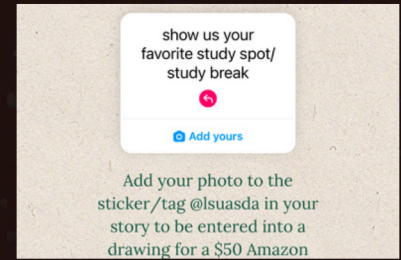 show us your
favorite study spot/
study break
Add yours
Add your photo to the
sticker/tag @lsuasda in your
story to be entered into a
drawing for a $50 Amazon